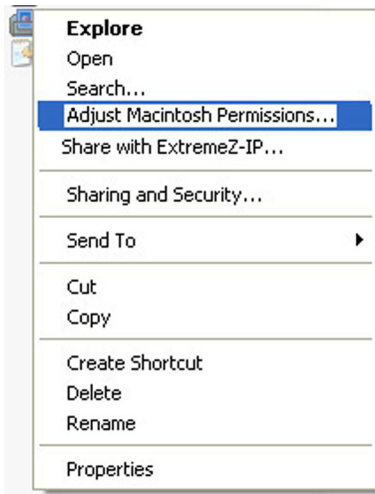 Explore
Open
Search...
Adjust Macintosh Permissions...
Share with ExtremeZ-IP...
Sharing and Security...
Send To
Cut
Copy
Create Shortcut
Delete
Rename
Properties